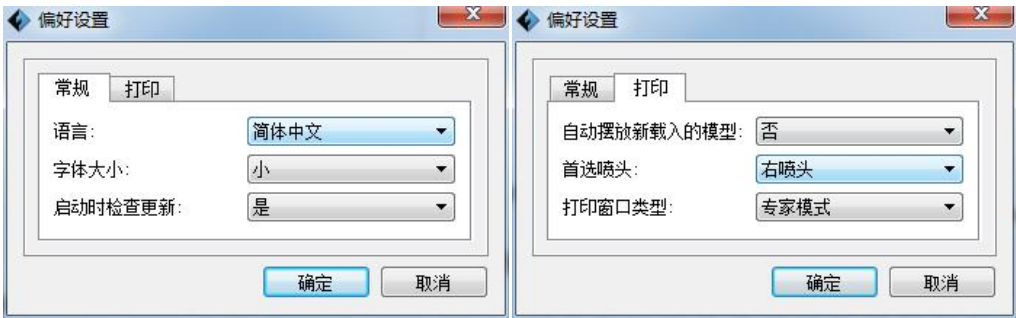 偏好设置
常规 打印
语言: 简体中文
字体大小: 小
启动时检查更新: 是
确定 取消
偏好设置
常规 打印
自动摆放新载入的模型: 否
首选喷头: 右喷头
打印窗口类型: 专家模式
确定 取消